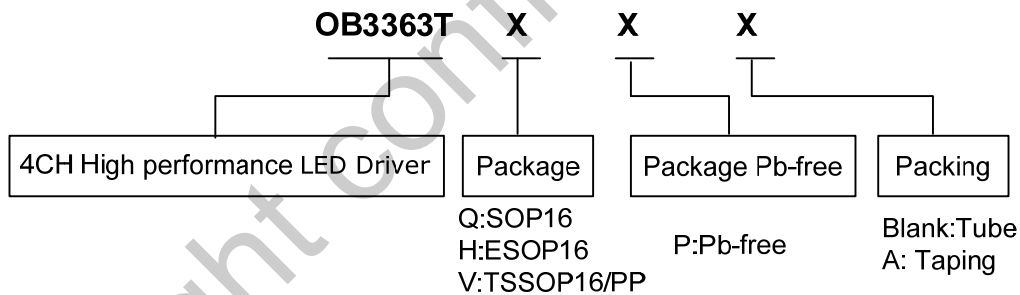 OB3363T X X X
4CH High performance LED Driver
Package
Package Pb-free
Packing
Q:SOP16
H:ESOP16
V:TSSOP16/PP
P:Pb-free
Blank:Tube
A: Taping